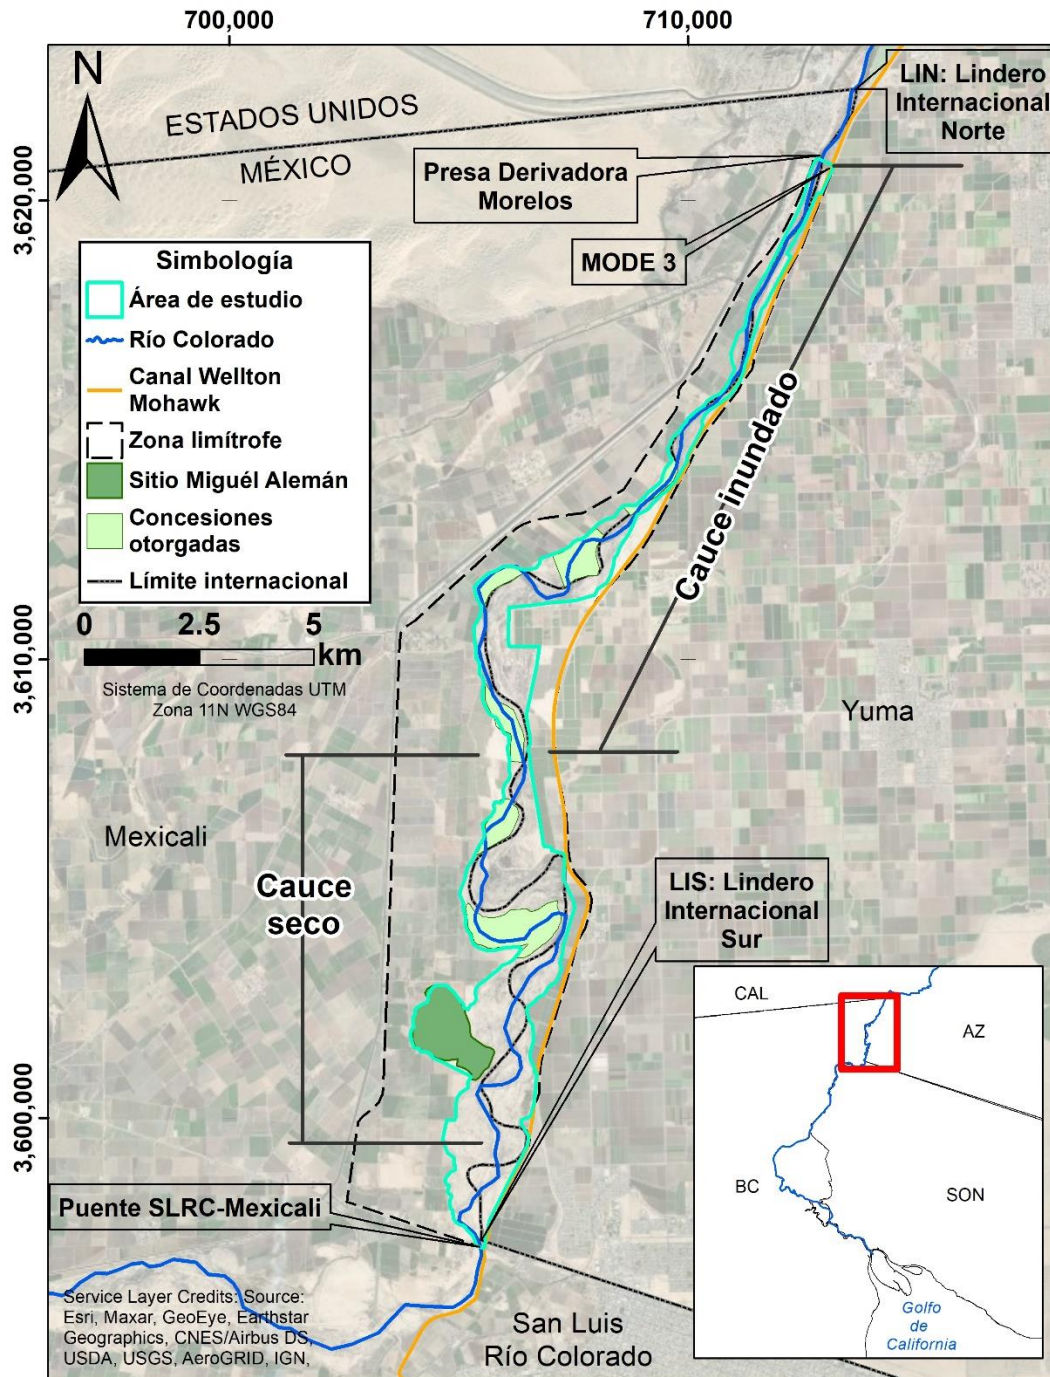 700,000
710,000
N
LIN: Lindero
Internacional
Norte
ESTADOS UNIDOS
MÉXICO
Presa Derivadora
Morelos
3,620,000
MODE 3
Simbología
Área de estudio
Río Colorado
Canal Wellton
Mohawk
Zona limítrofe
Sitio Miguél Alemán
Concesiones
otorgadas
Límite internacional
0 2.5 5
km
Sistema de Coordenadas UTM
Zona 11N WGS84
Cauce inundado
3,610,000
Yuma
Mexicali
Cauce
seco
LIS: Lindero
Internacional
Sur
3,600,000
Puente SLRC-Mexicali
CAL
AZ
BC
SON
Golfo
de
California
Service Layer Credits: Source:
Esri, Maxar, GeoEye, Earthstar
Geographics, CNES/Airbus DS,
USDA, USGS, AeroGRID, IGN,
San Luis
Río Colorado